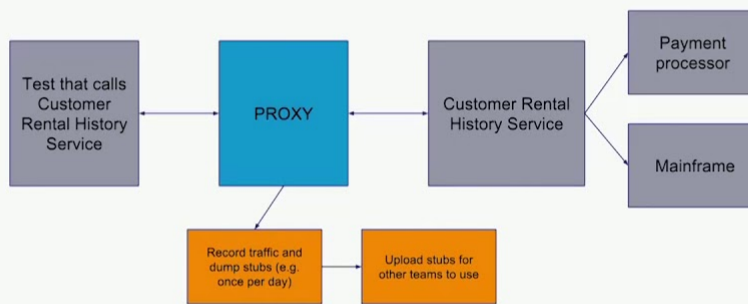 Test that calls
Customer
Rental History
Service
PROXY
Customer Rental
History Service
Payment
processor
Mainframe
Record traffic and
dump stubs (e.g.
once per day)
Upload stubs for
other teams to use